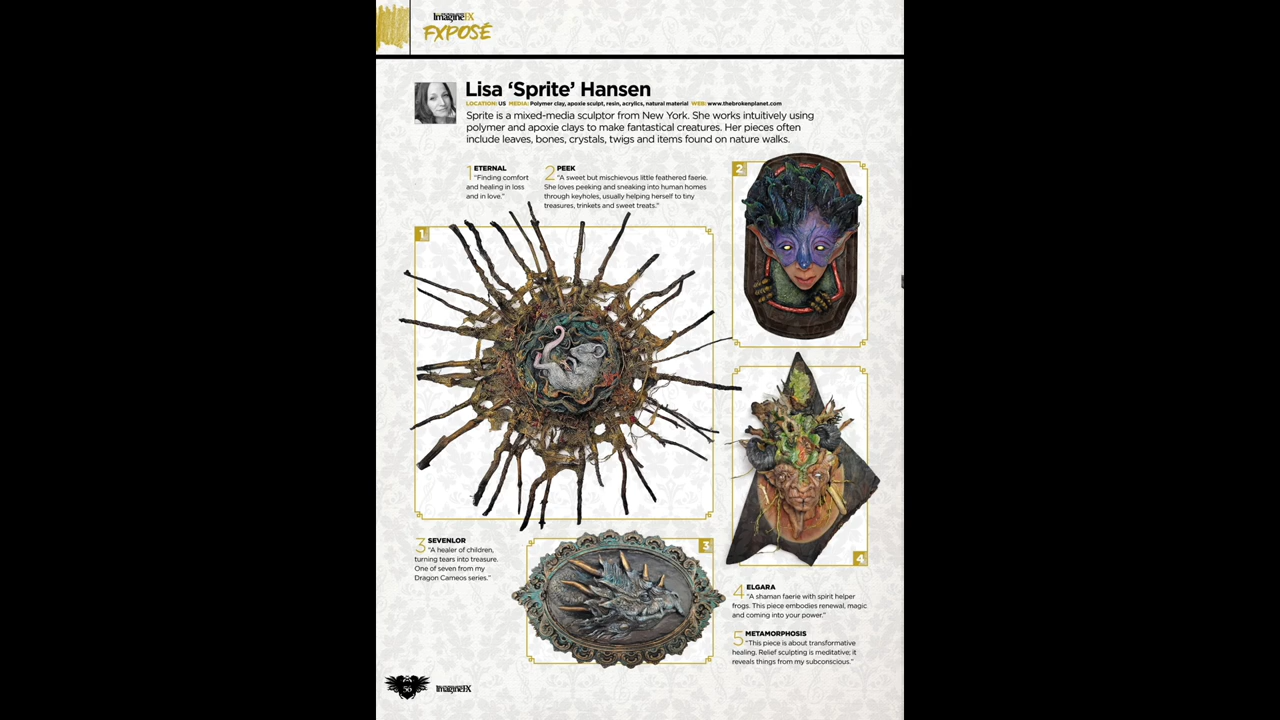 ImagineFX
FXPOSÉ
Lisa ‘Sprite’ Hansen
LOCATION: US MEDIA: Polymer clay, apoxie sculpt, resin, acrylics, natural material WEB: www.thebrokenplanet.com
Sprite is a mixed-media sculptor from New York. She works intuitively using
polymer and apoxie clays to make fantastical creatures. Her pieces often
include leaves, bones, crystals, twigs and items found on nature walks.
1 ETERNAL
“Finding comfort
and healing in loss
and in love.”
2 PEEK
“A sweet but mischievous little feathered faerie.
She loves peeking and sneaking into human homes
through keyholes, usually helping herself to tiny
treasures, trinkets and sweet treats.”
2
1
3 SEVENLOR
“A healer of children,
turning tears into treasure.
One of seven from my
Dragon Cameos series.”
3
4
4 ELGARA
“A shaman faerie with spirit helper
frogs. This piece embodies renewal, magic
and coming into your power.”
5 METAMORPHOSIS
“This piece is about transformative
healing. Relief sculpting is meditative; it
reveals things from my subconscious.”
56
ImagineFX